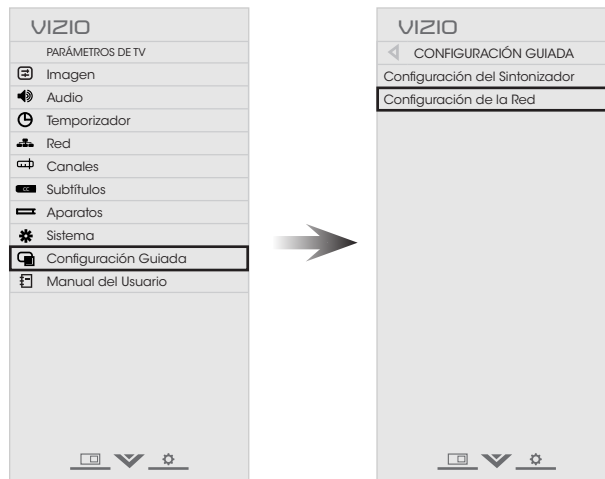 VIZIO
PARÁMETROS DE TV
Imagen
Audio
Temporizador
Red
Canales
CC Subtítulos
Aparatos
Sistema
Configuración Guiada
Manual del Usuario
VIZIO
CONFIGURACIÓN GUIADA
Configuración del Sintonizador
Configuración de la Red